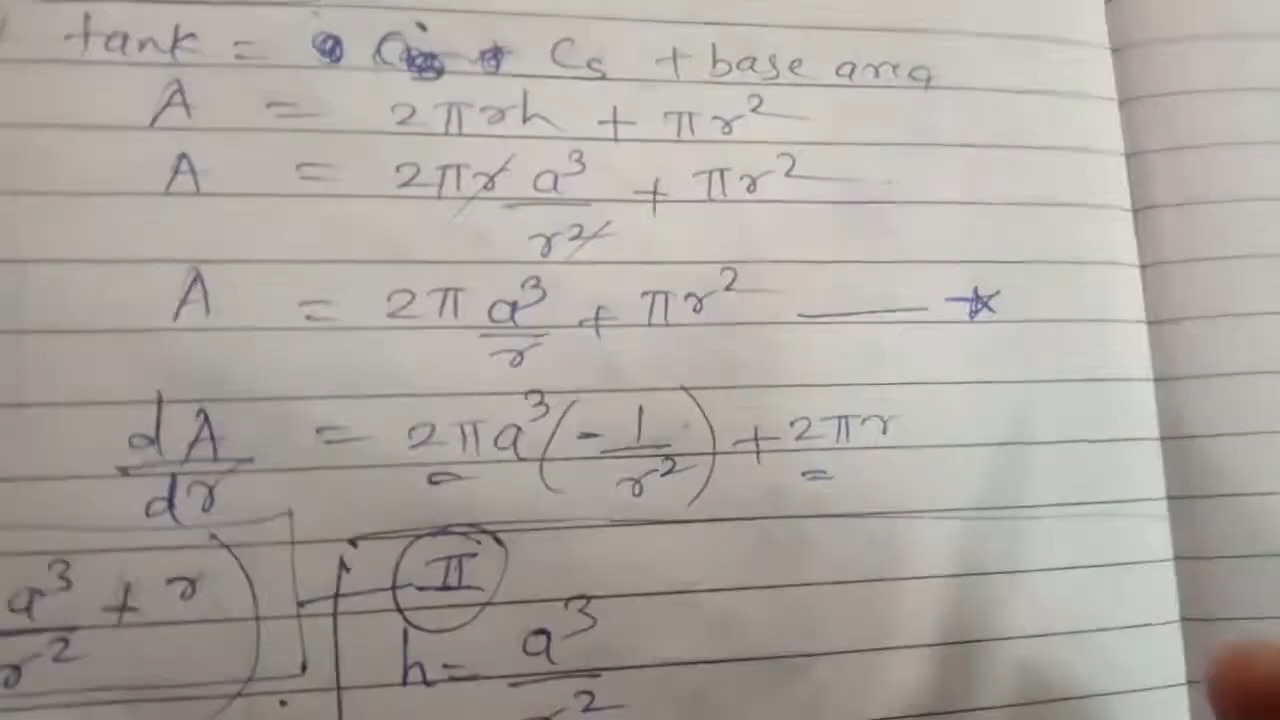 tank = Cs + base area
A = 2πrh + πr²
A = 2πr a³/r² + πr²
A = 2π a³/r + πr² —— ★
dA/dr = 2πa³(-1/r²) + 2πr
a³/r² + r)
II
h = a³/r²